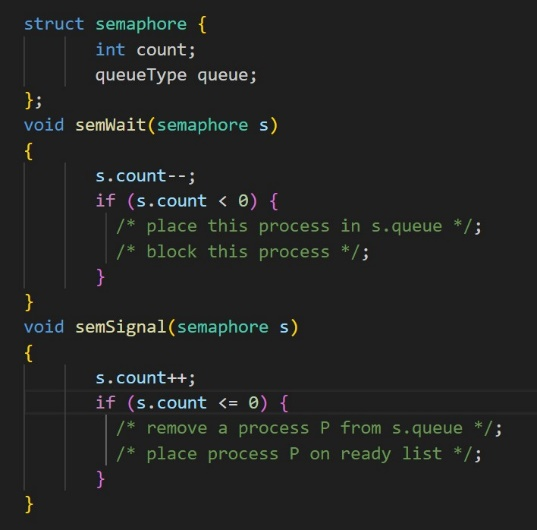 struct semaphore {
int count;
queueType queue;
};
void semWait(semaphore s)
{
s.count--;
if (s.count < 0) {
/* place this process in s.queue */;
/* block this process */;
}
}
void semSignal(semaphore s)
{
s.count++;
if (s.count <= 0) {
/* remove a process P from s.queue */;
/* place process P on ready list */;
}
}